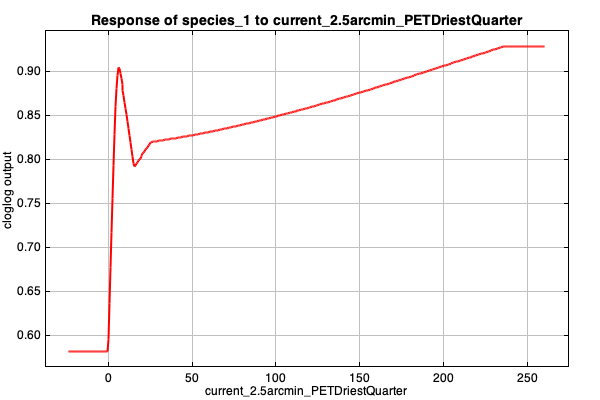 Response of species_1 to current_2.5arcmin_PETDriestQuarter
cloglog output
0.90
0.85
0.80
0.75
0.70
0.65
0.60
0 50 100 150 200 250
current_2.5arcmin_PETDriestQuarter